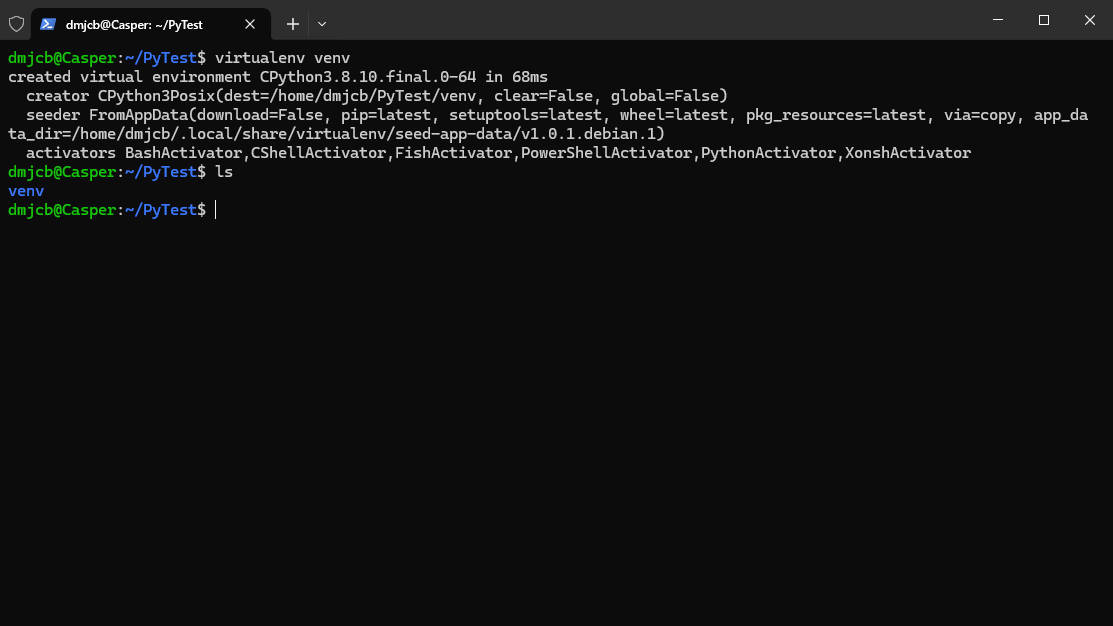 dmjcb@Casper: ~/PyTest
dmjcb@Casper:~/PyTest$ virtualenv venv
created virtual environment CPython3.8.10.final.0-64 in 68ms
  creator CPython3Posix(dest=/home/dmjcb/PyTest/venv, clear=False, global=False)
  seeder FromAppData(download=False, pip=latest, setuptools=latest, wheel=latest, pkg_resources=latest, via=copy, app_da
ta_dir=/home/dmjcb/.local/share/virtualenv/seed-app-data/v1.0.1.debian.1)
  activators BashActivator,CShellActivator,FishActivator,PowerShellActivator,PythonActivator,XonshActivator
dmjcb@Casper:~/PyTest$ ls
venv
dmjcb@Casper:~/PyTest$